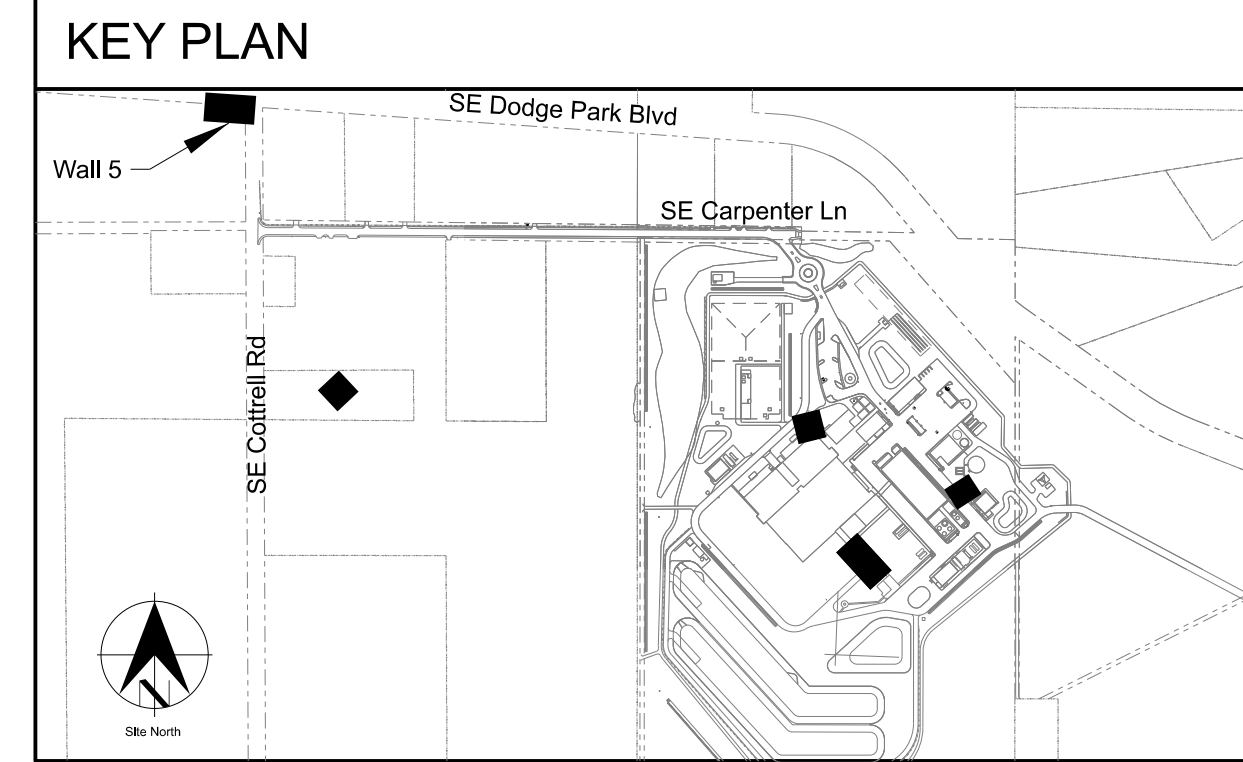 KEY PLAN
SE Dodge Park Blvd
Wall 5
SE Carpenter Ln
SE Cottrell Rd
N
Site North